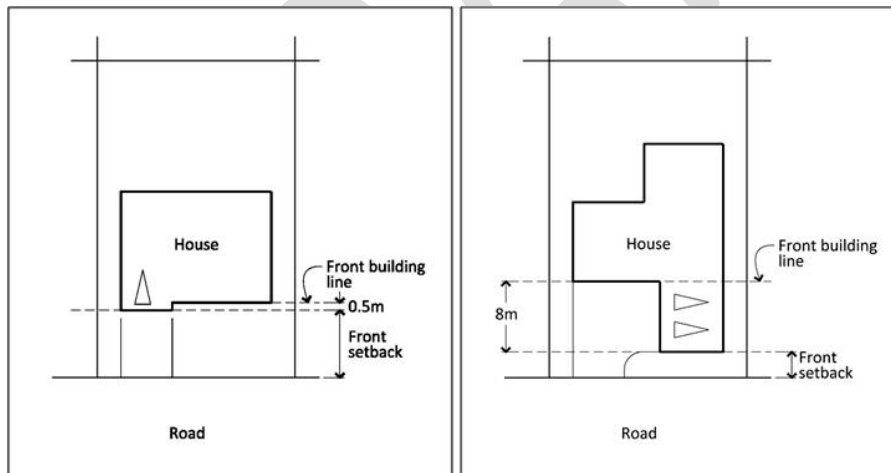 House
Front building
line
0.5m
Front
setback
Road
House
Front building
line
8m
Front
setback
Road